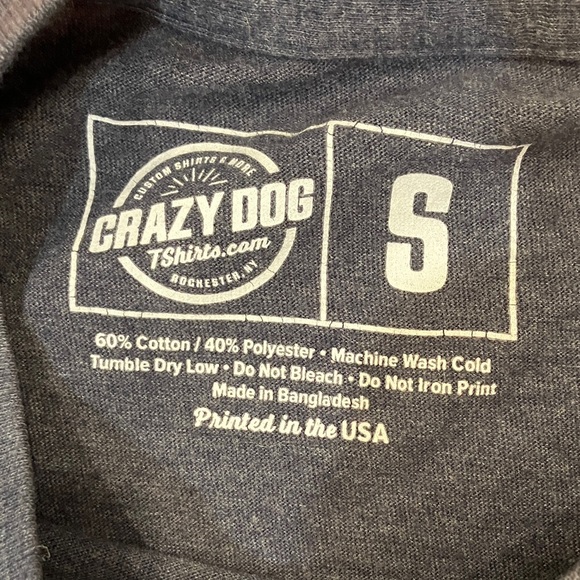 CUSTOM SHIRTS & MORE
CRAZY DOG
TShirts.com
ROCHESTER, NY
S
60% Cotton / 40% Polyester • Machine Wash Cold
Tumble Dry Low • Do Not Bleach • Do Not Iron Print
Made in Bangladesh
Printed in the USA